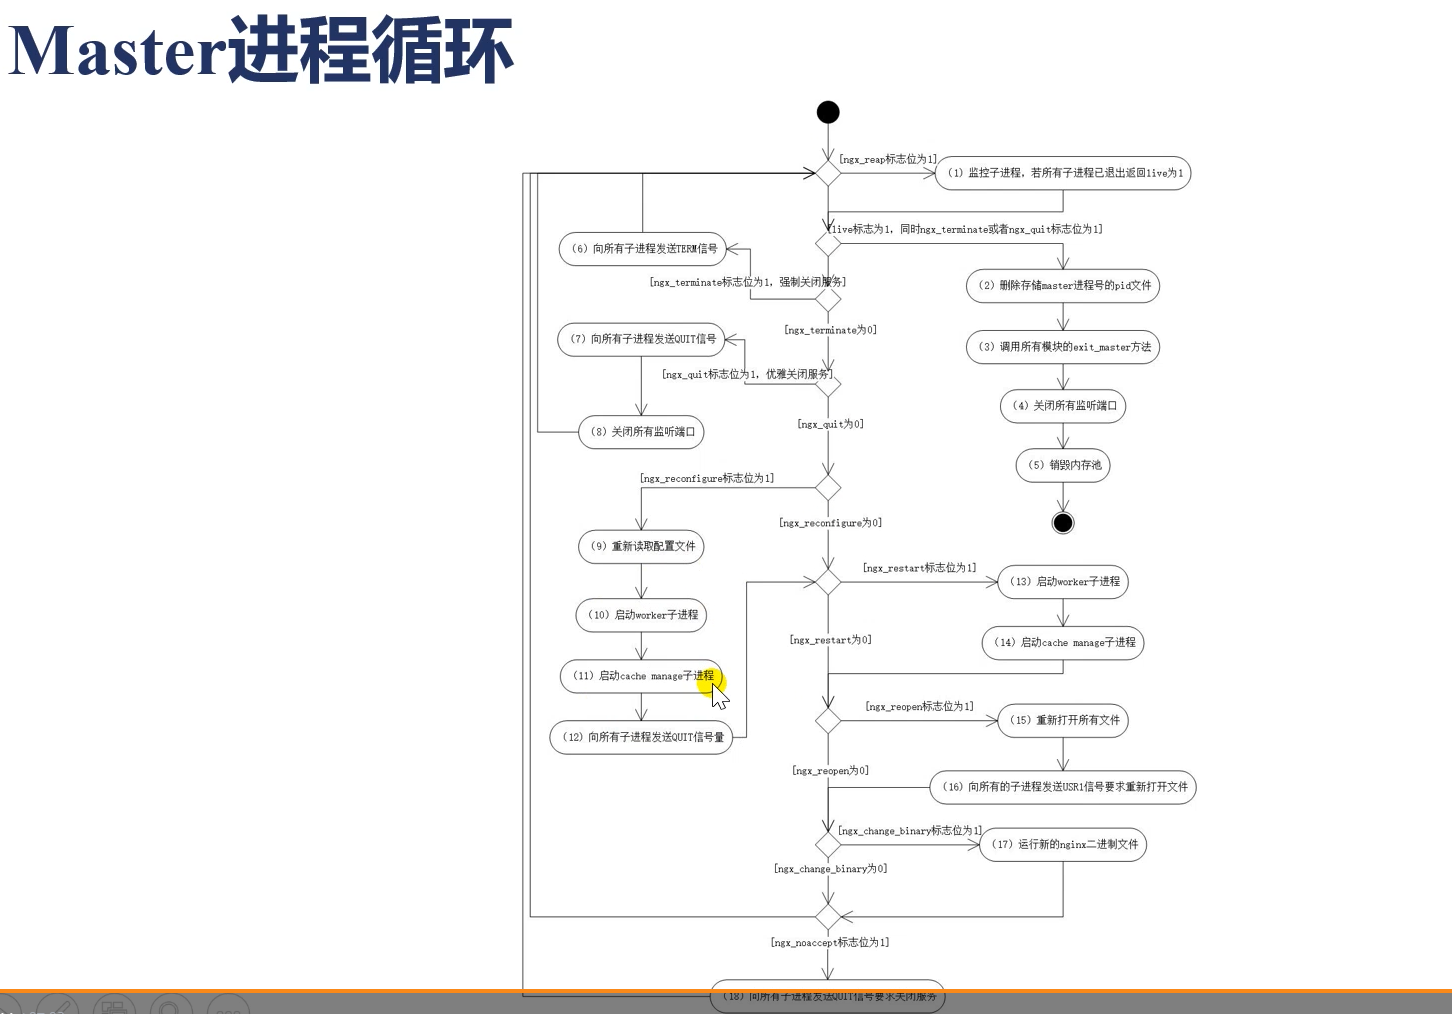 Master进程循环
[ngx_reap标志位为1]
(1) 监控子进程，若所有子进程已退出返回live为1
[live标志为1，同时ngx_terminate或者ngx_quit标志位为1]
(6) 向所有子进程发送TERM信号
[ngx_terminate标志位为1，强制关闭服务]
(2) 删除存储master进程号的pid文件
[ngx_terminate为0]
(7) 向所有子进程发送QUIT信号
(3) 调用所有模块的exit_master方法
[ngx_quit标志位为1，优雅关闭服务]
(4) 关闭所有监听端口
[ngx_quit为0]
(8) 关闭所有监听端口
(5) 销毁内存池
[ngx_reconfigure标志位为1]
[ngx_reconfigure为0]
(9) 重新读取配置文件
[ngx_restart标志位为1]
(13) 启动worker子进程
(10) 启动worker子进程
[ngx_restart为0]
(14) 启动cache manage子进程
(11) 启动cache manage子进程
[ngx_reopen标志位为1]
(15) 重新打开所有文件
(12) 向所有子进程发送QUIT信号量
[ngx_reopen为0]
(16) 向所有的子进程发送USR1信号要求重新打开文件
[ngx_change_binary标志位为1]
(17) 运行新的nginx二进制文件
[ngx_change_binary为0]
[ngx_noaccept标志位为1]
(18) 向所有子进程发送QUIT信号要求关闭服务